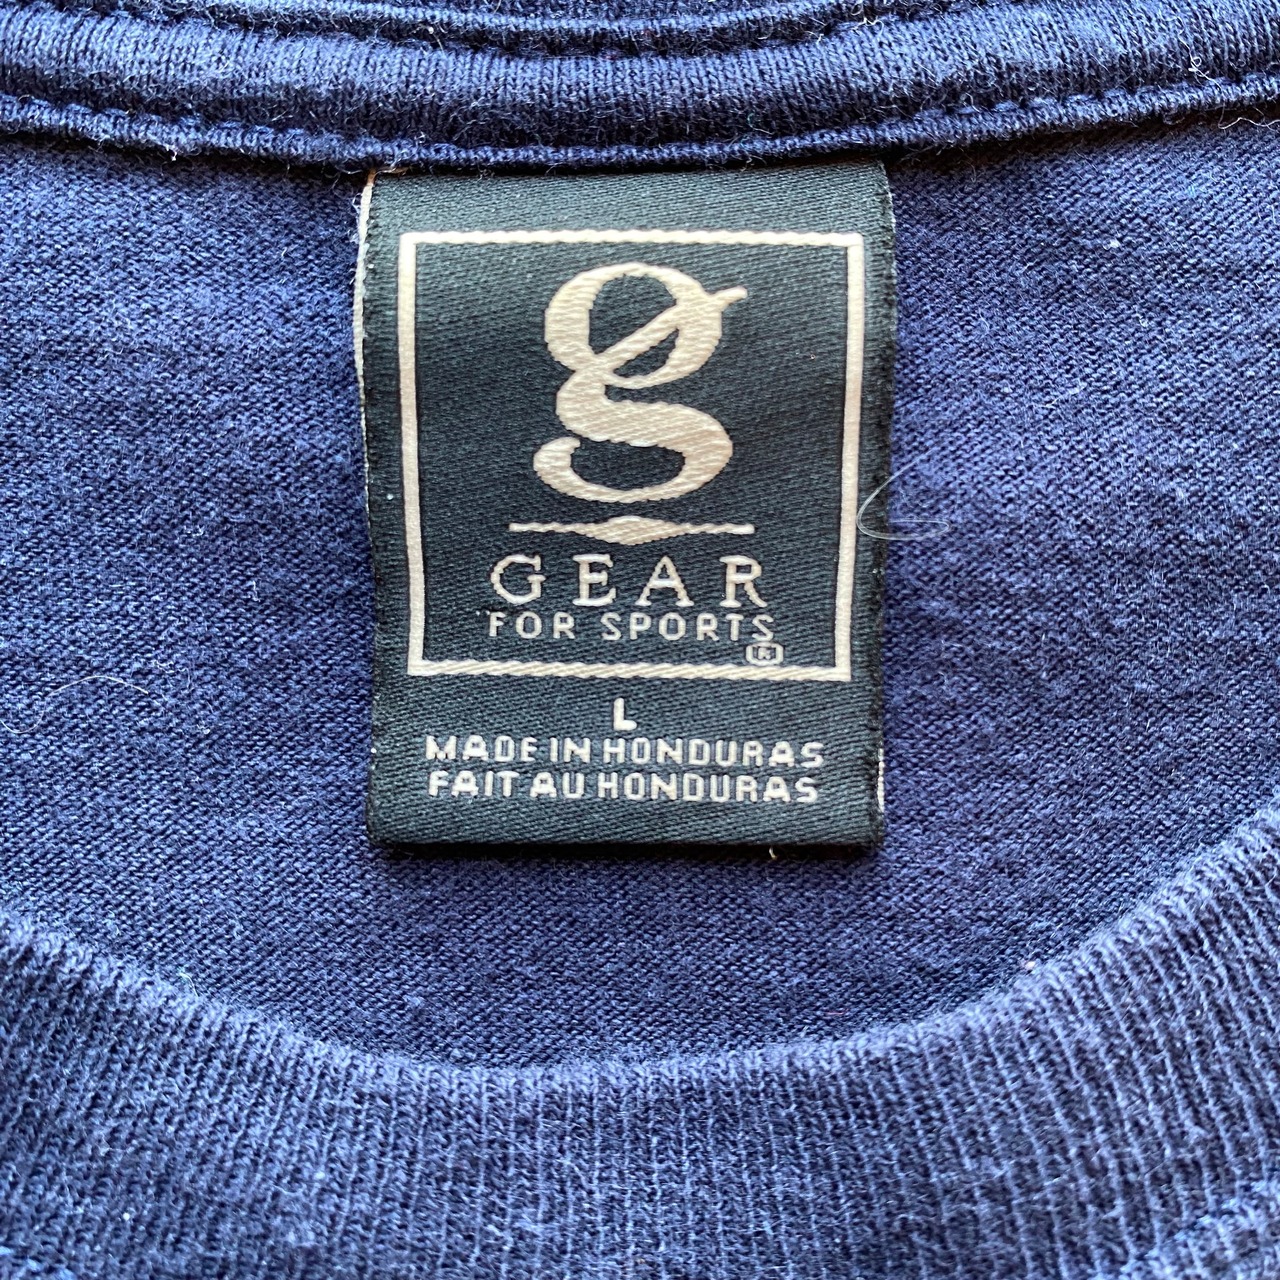 g
GEAR
FOR SPORTS
®
L
MADE IN HONDURAS
FAIT AU HONDURAS